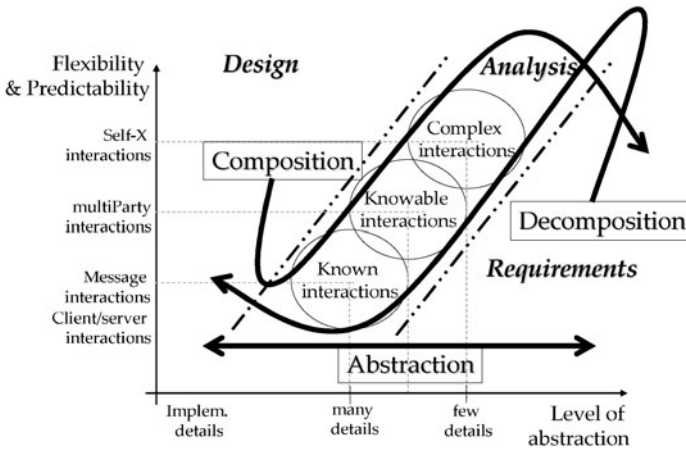 Flexibility
& Predictability
Design
Analysis
Self-X
interactions
Complex
interactions
Composition
multiParty
interactions
Knowable
interactions
Decomposition
Requirements
Message
interactions
Known
interactions
Client/server
interactions
Abstraction
Implem.
details
many
details
few
details
Level of
abstraction